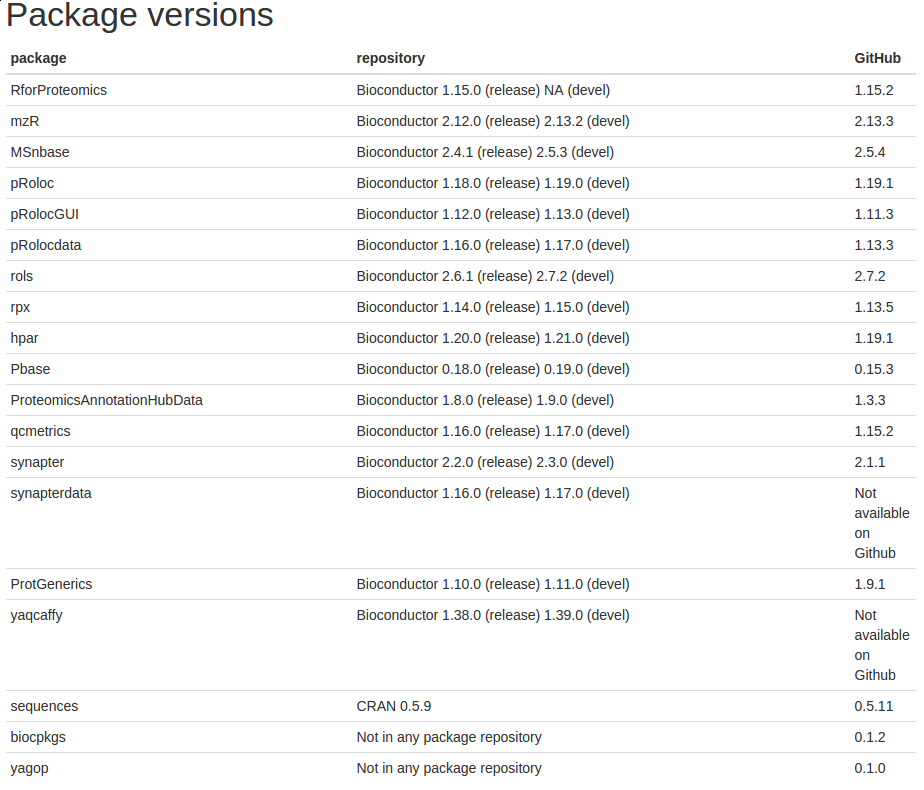 Package versions
package repository GitHub
RforProteomics Bioconductor 1.15.0 (release) NA (devel) 1.15.2
mzR Bioconductor 2.12.0 (release) 2.13.2 (devel) 2.13.3
MSnbase Bioconductor 2.4.1 (release) 2.5.3 (devel) 2.5.4
pRoloc Bioconductor 1.18.0 (release) 1.19.0 (devel) 1.19.1
pRolocGUI Bioconductor 1.12.0 (release) 1.13.0 (devel) 1.11.3
pRolocdata Bioconductor 1.16.0 (release) 1.17.0 (devel) 1.13.3
rols Bioconductor 2.6.1 (release) 2.7.2 (devel) 2.7.2
rpx Bioconductor 1.14.0 (release) 1.15.0 (devel) 1.13.5
hpar Bioconductor 1.20.0 (release) 1.21.0 (devel) 1.19.1
Pbase Bioconductor 0.18.0 (release) 0.19.0 (devel) 0.15.3
ProteomicsAnnotationHubData Bioconductor 1.8.0 (release) 1.9.0 (devel) 1.3.3
qcmetrics Bioconductor 1.16.0 (release) 1.17.0 (devel) 1.15.2
synapter Bioconductor 2.2.0 (release) 2.3.0 (devel) 2.1.1
synapterdata Bioconductor 1.16.0 (release) 1.17.0 (devel) Not
available
on
Github
ProtGenerics Bioconductor 1.10.0 (release) 1.11.0 (devel) 1.9.1
yaqcaffy Bioconductor 1.38.0 (release) 1.39.0 (devel) Not
available
on
Github
sequences CRAN 0.5.9 0.5.11
biocpkgs Not in any package repository 0.1.2
yagop Not in any package repository 0.1.0